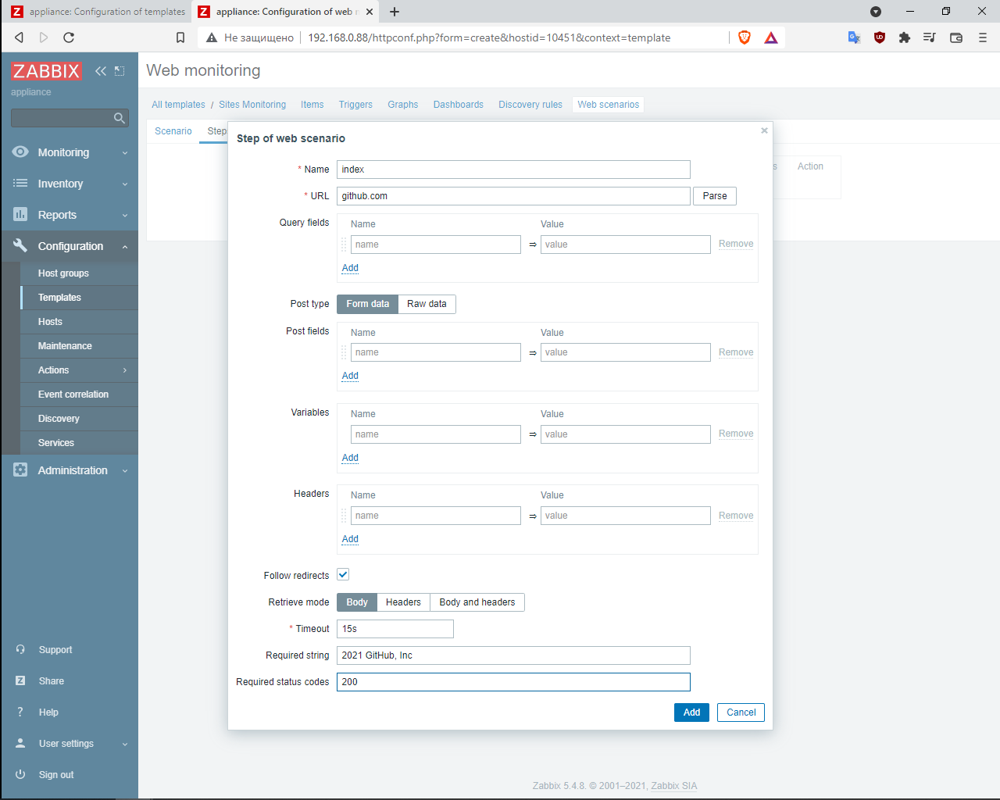 appliance: Configuration of templates
appliance: Configuration of web
Не защищено
192.168.0.88/httpconf.php?form=create&hostid=10451&context=template
ZABBIX
appliance
Monitoring
Inventory
Reports
Configuration
Host groups
Templates
Hosts
Maintenance
Actions
Event correlation
Discovery
Services
Administration
Support
Share
Help
User settings
Sign out
Web monitoring
All templates / Sites Monitoring Items Triggers Graphs Dashboards Discovery rules Web scenarios
Scenario Step
s Action
Step of web scenario
* Name index
* URL github.com Parse
Query fields Name Value
name ⇒ value Remove
Add
Post type Form data Raw data
Post fields Name Value
name ⇒ value Remove
Add
Variables Name Value
name ⇒ value Remove
Add
Headers Name Value
name ⇒ value Remove
Add
Follow redirects
Retrieve mode Body Headers Body and headers
* Timeout 15s
Required string 2021 GitHub, Inc
Required status codes 200
Add Cancel
Zabbix 5.4.8. © 2001–2021, Zabbix SIA